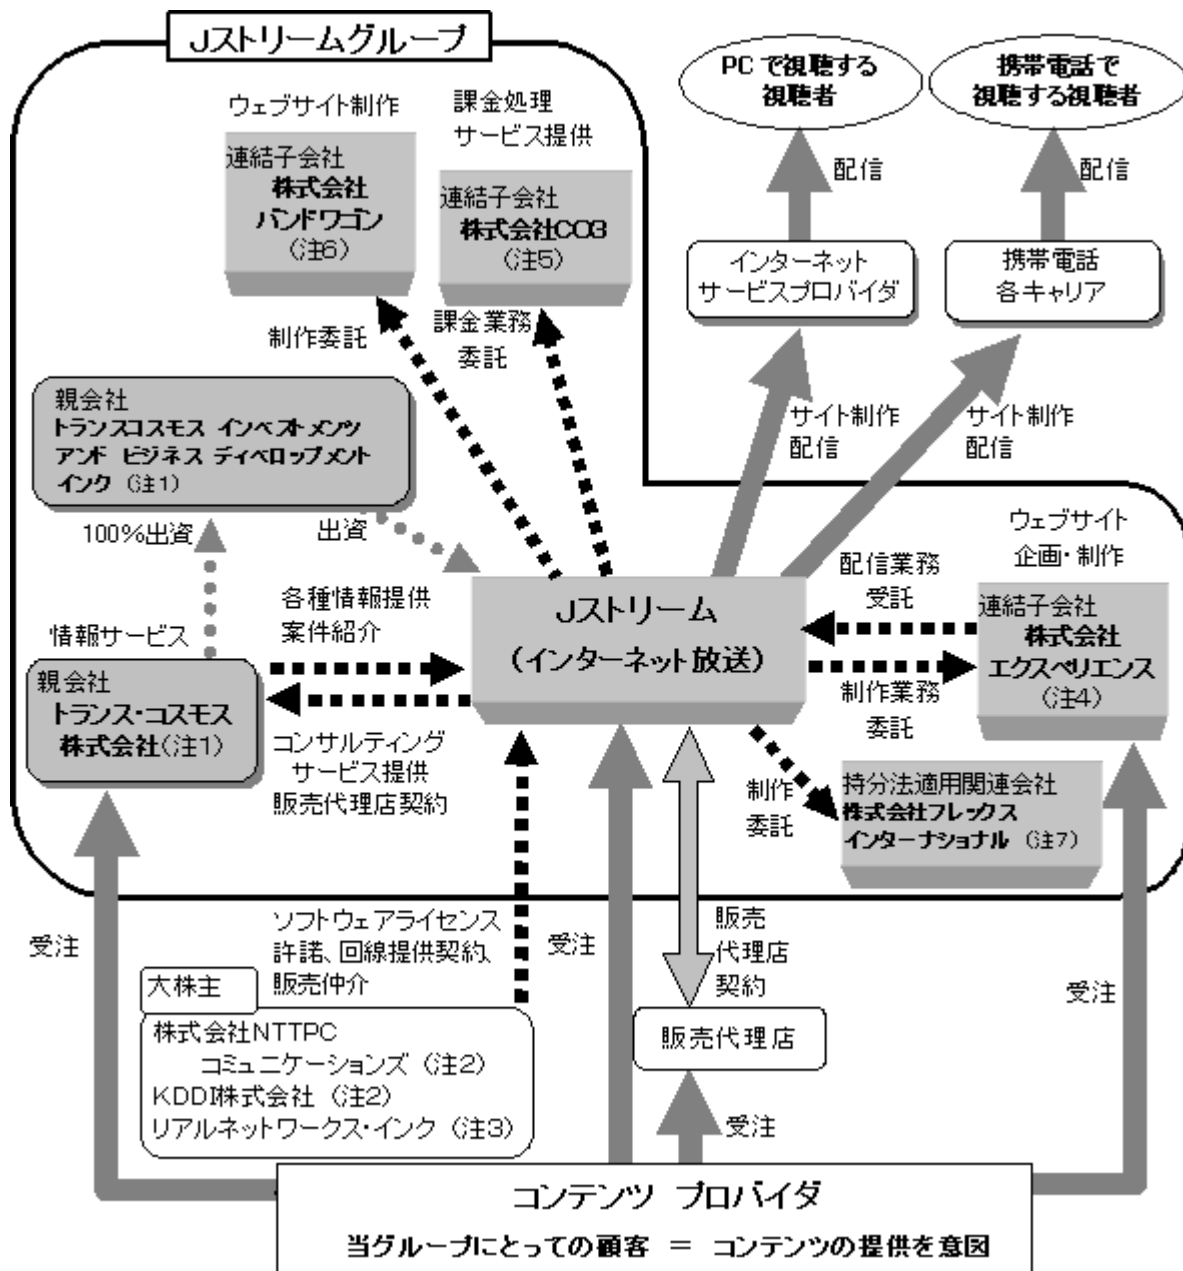 Jストリームグループ
PCで視聴する
視聴者
携帯電話で
視聴する視聴者
ウェブサイト制作
課金処理
サービス提供
連結子会社
株式会社
バンドワゴン
(注6)
連結子会社
株式会社CO3
(注5)
配信
配信
インターネット
サービスプロバイダ
携帯電話
各キャリア
制作委託
課金業務
委託
親会社
トランスコスモス インベストメンツ
アンド ビジネス ディベロップメント
インク (注1)
サイト制作
配信
サイト制作
配信
100%出資
出資
ウェブサイト
企画・制作
各種情報提供
案件紹介
情報サービス
Jストリーム
(インターネット放送)
配信業務
受託
連結子会社
株式会社
エクスペリエンス
(注4)
親会社
トランス・コスモス
株式会社(注1)
制作業務
委託
コンサルティング
サービス提供
販売代理店契約
制作
委託
持分法適用関連会社
株式会社フレックス
インターナショナル (注7)
受注
ソフトウェアライセンス
許諾、回線提供契約、
販売仲介
受注
販売
代理店
契約
受注
大株主
株式会社NTTPC
コミュニケーションズ (注2)
KDDI株式会社 (注2)
リアルネットワークス・インク (注3)
販売代理店
受注
コンテンツ プロバイダ
当グループにとっての顧客 = コンテンツの提供を意図